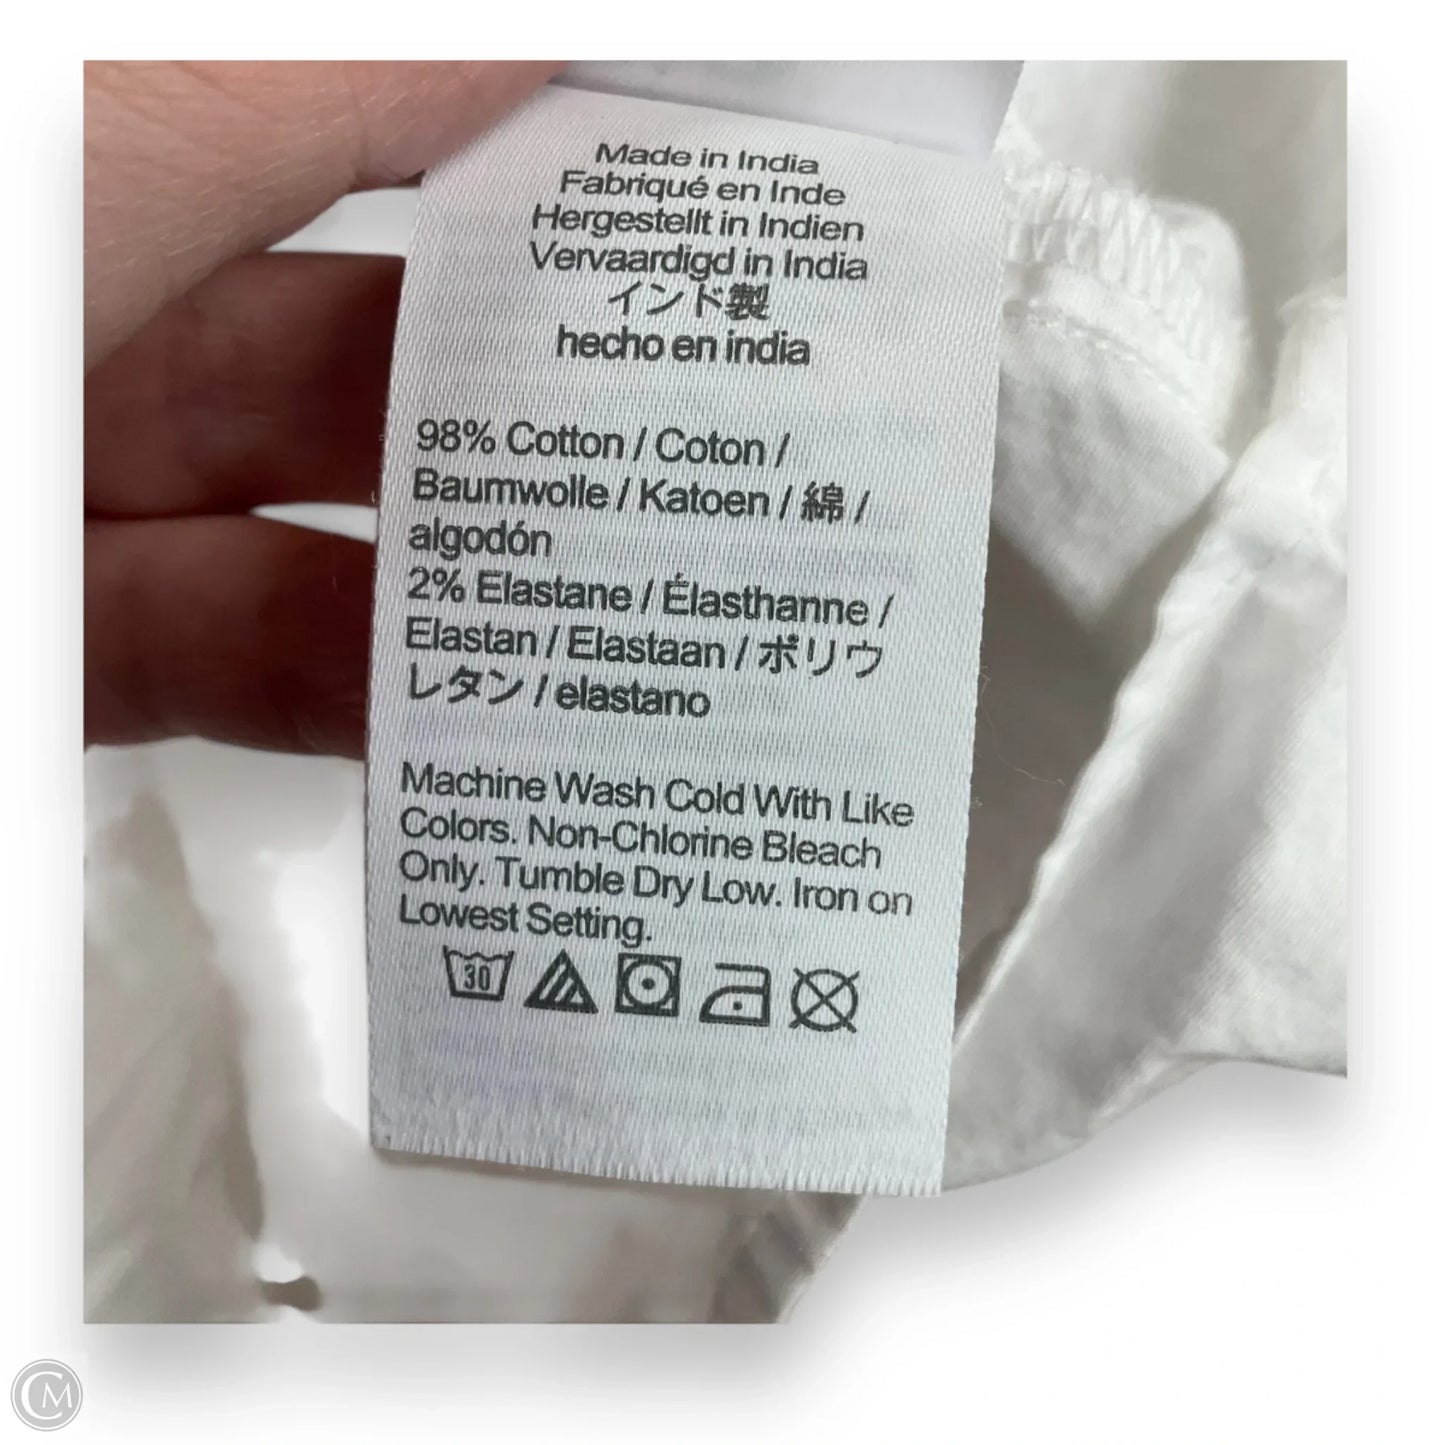 Made in India
Fabriqué en Inde
Hergestellt in Indien
Vervaardigd in India
インド製
hecho en india
98% Cotton / Coton /
Baumwolle / Katoen / 綿 /
algodón
2% Elastane / Élasthanne /
Elastan / Elastaan / ポリウ
レタン / elastano
Machine Wash Cold With Like
Colors. Non-Chlorine Bleach
Only. Tumble Dry Low. Iron on
Lowest Setting.
30
CM